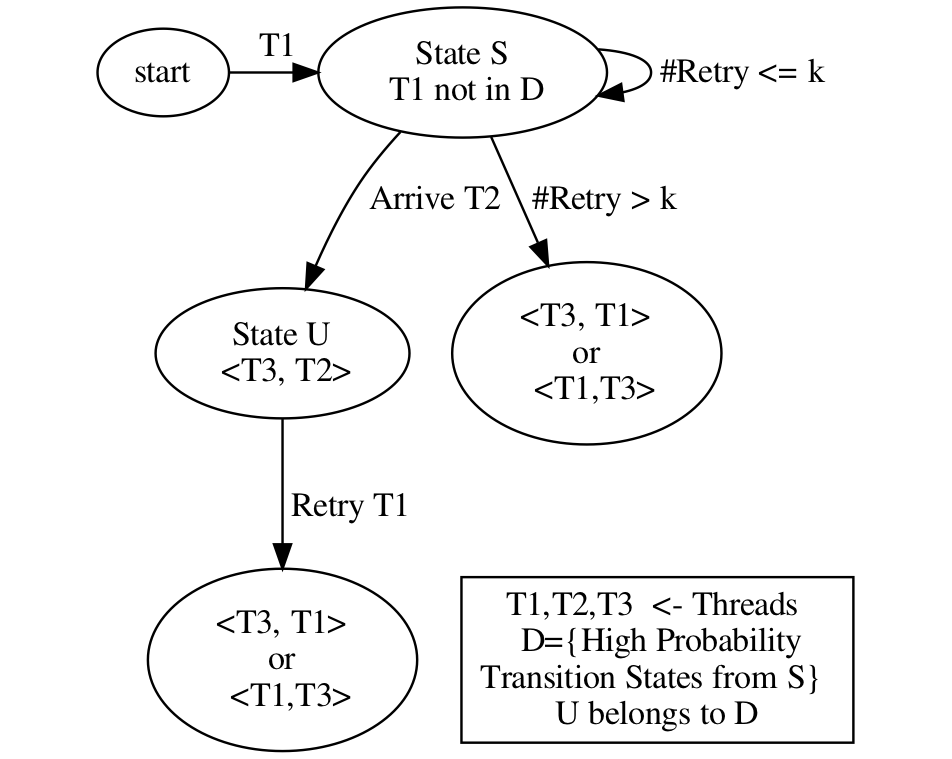 start
T1
State S
T1 not in D
#Retry <= k
Arrive T2
#Retry > k
State U
<T3, T2>
<T3, T1>
or
<T1,T3>
Retry T1
<T3, T1>
or
<T1,T3>
T1,T2,T3 <- Threads
D={High Probability
Transition States from S}
U belongs to D